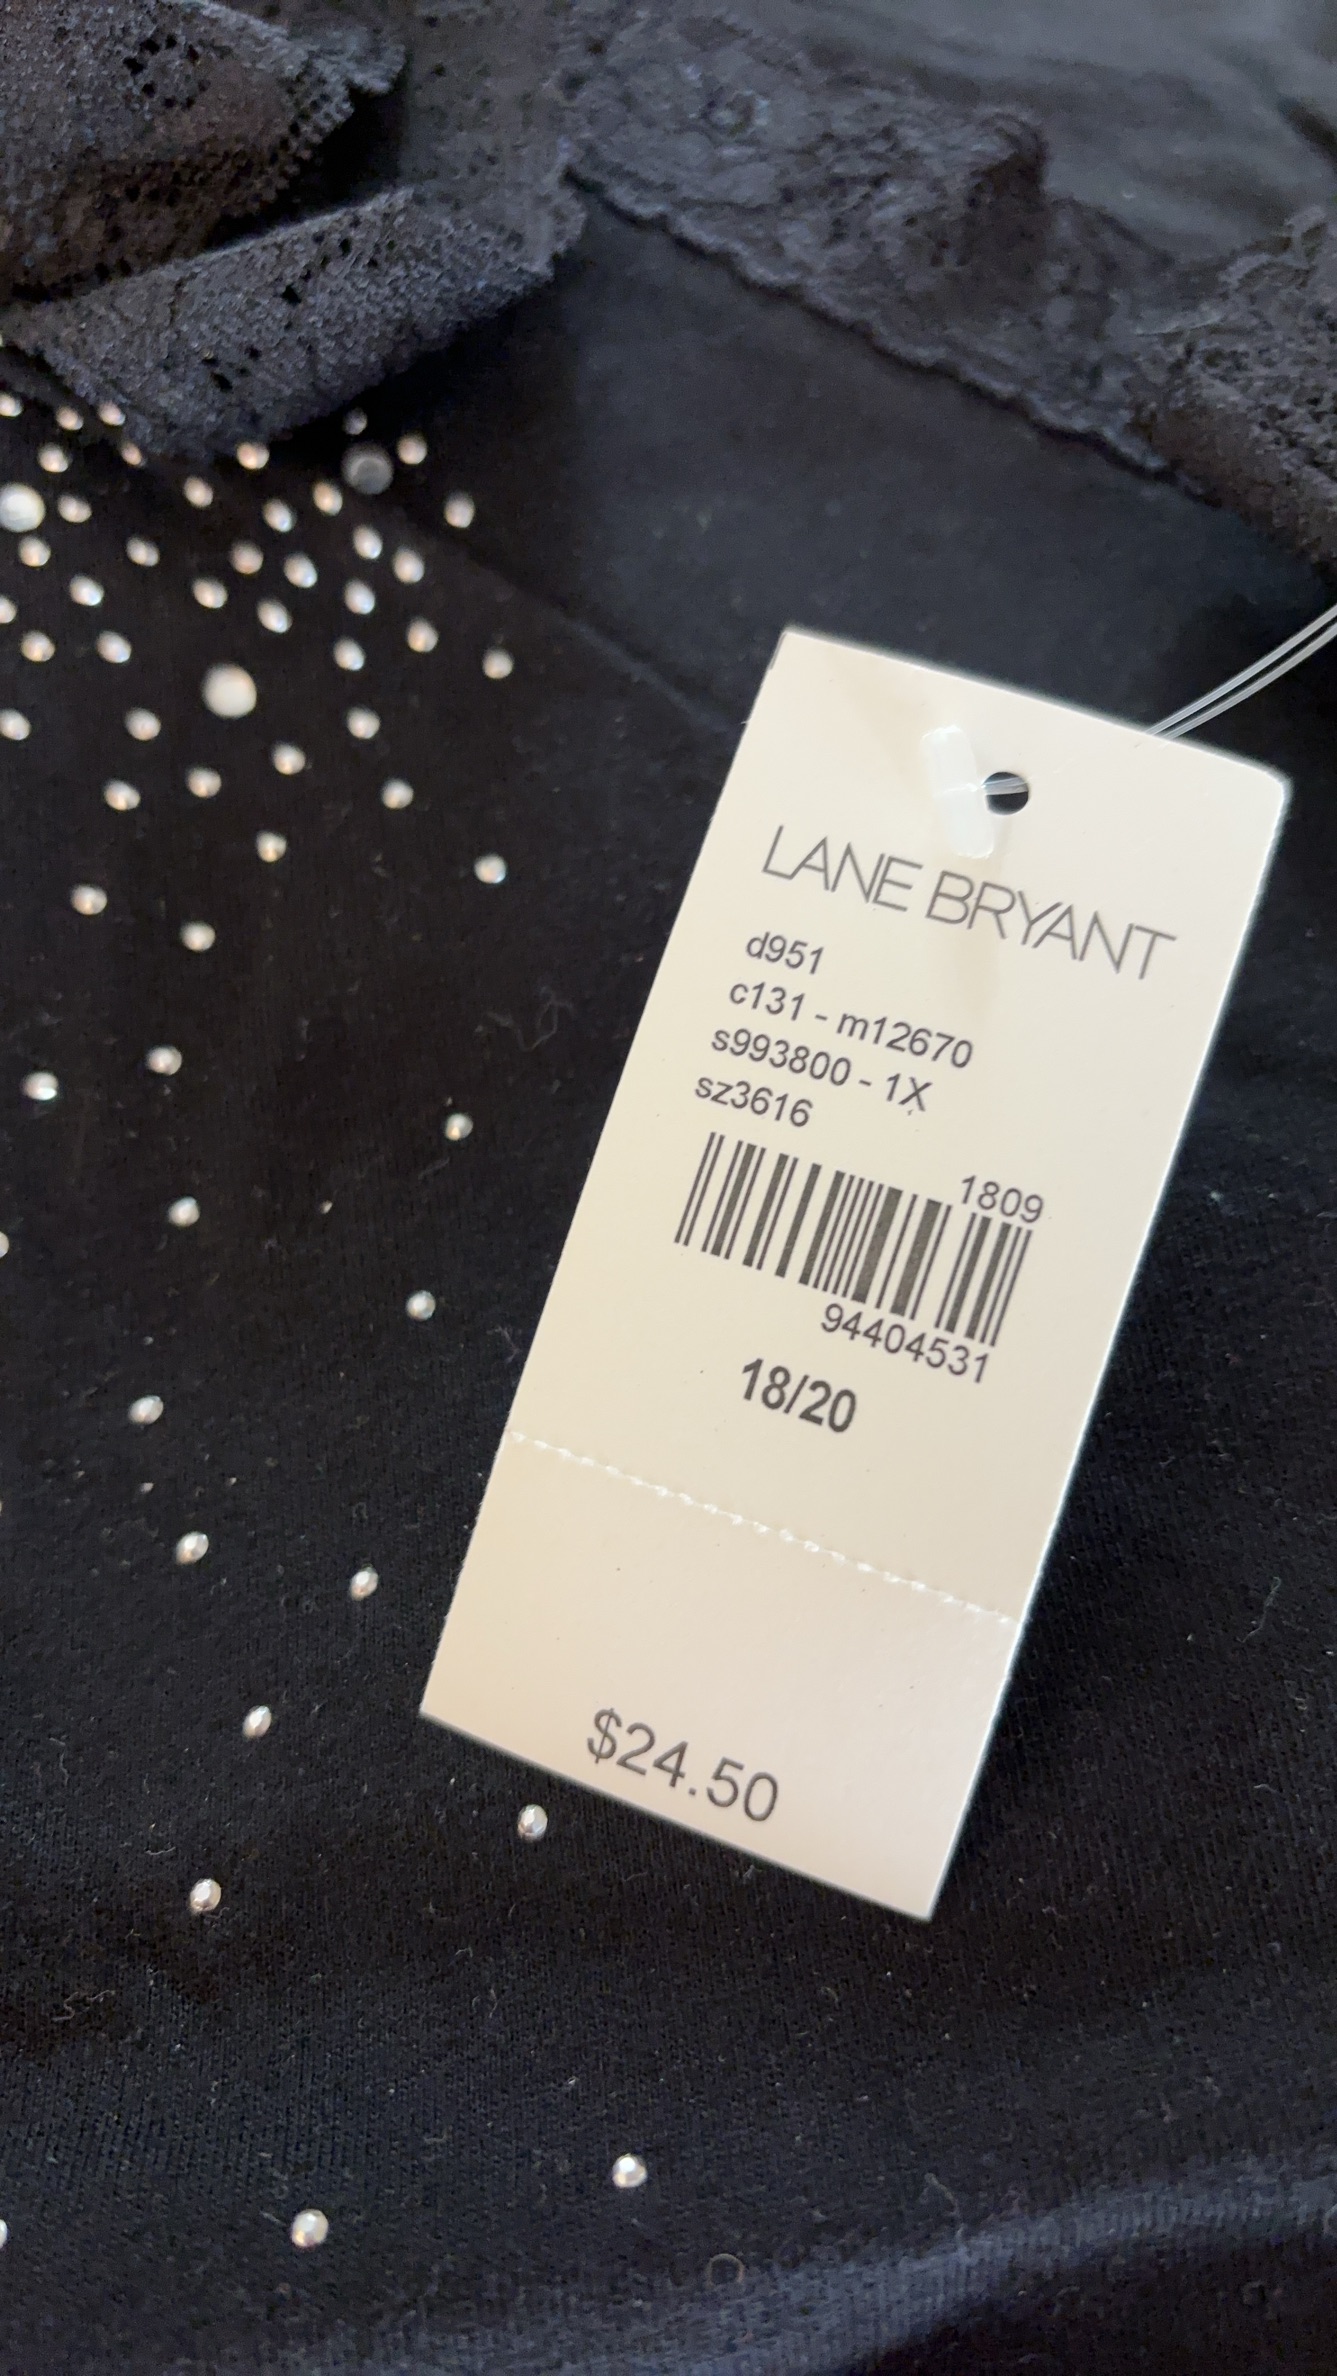 LANE BRYANT
d951
c131 - m12670
s993800 - 1X
sz3616
1809
94404531
18/20
$24.50